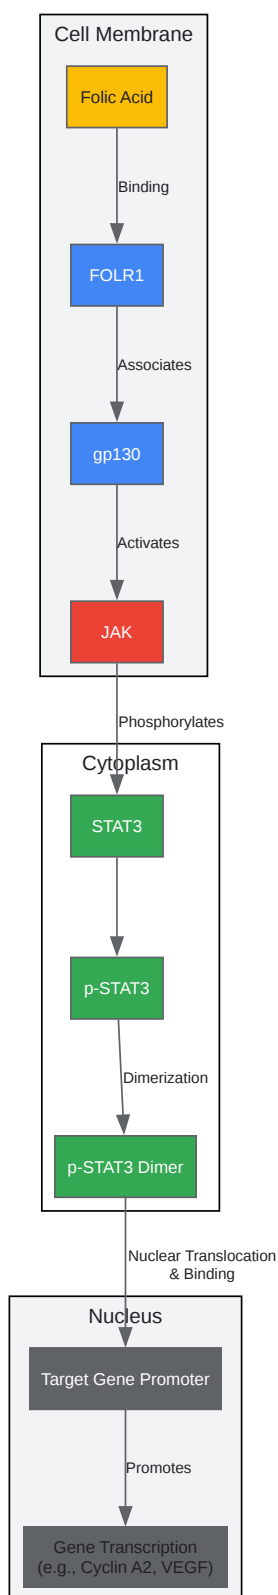 Cell Membrane
Folic Acid
Binding
FOLR1
Associates
gp130
Activates
JAK
Phosphorylates
Cytoplasm
STAT3
p-STAT3
Dimerization
p-STAT3 Dimer
Nuclear Translocation
& Binding
Nucleus
Target Gene Promoter
Promotes
Gene Transcription
(e.g., Cyclin A2, VEGF)